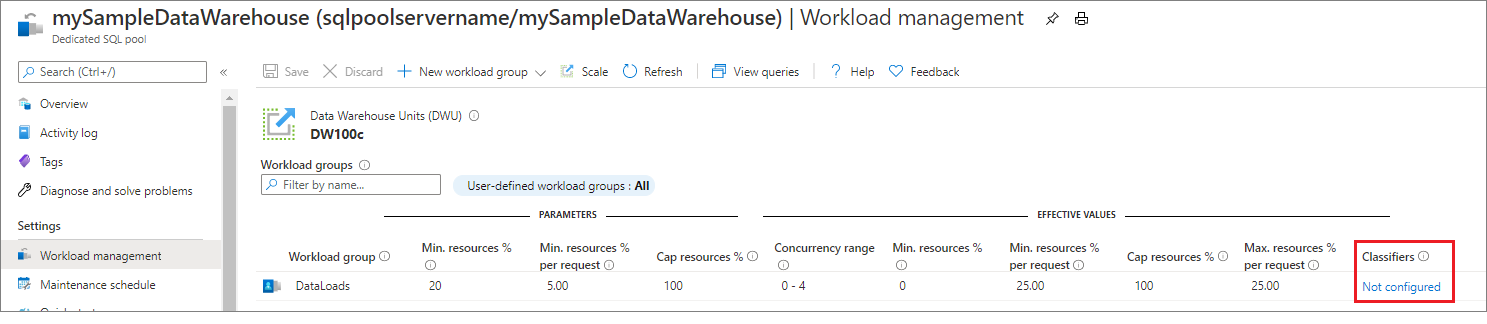 mySampleDataWarehouse (sqlpoolservername/mySampleDataWarehouse) | Workload management
Dedicated SQL pool
Search (Ctrl+/)
«
Save
Discard
New workload group
Scale
Refresh
View queries
Help
Feedback
Overview
Activity log
Tags
Diagnose and solve problems
Settings
Workload management
Maintenance schedule
Data Warehouse Units (DWU)
DW100c
Workload groups
Filter by name...
User-defined workload groups : All
PARAMETERS
EFFECTIVE VALUES
Workload group
Min. resources %
Min. resources %
per request
Cap resources %
Concurrency range
Min. resources %
Min. resources %
per request
Cap resources %
Max. resources %
per request
Classifiers
DataLoads
20
5.00
100
0 - 4
0
25.00
100
25.00
Not configured